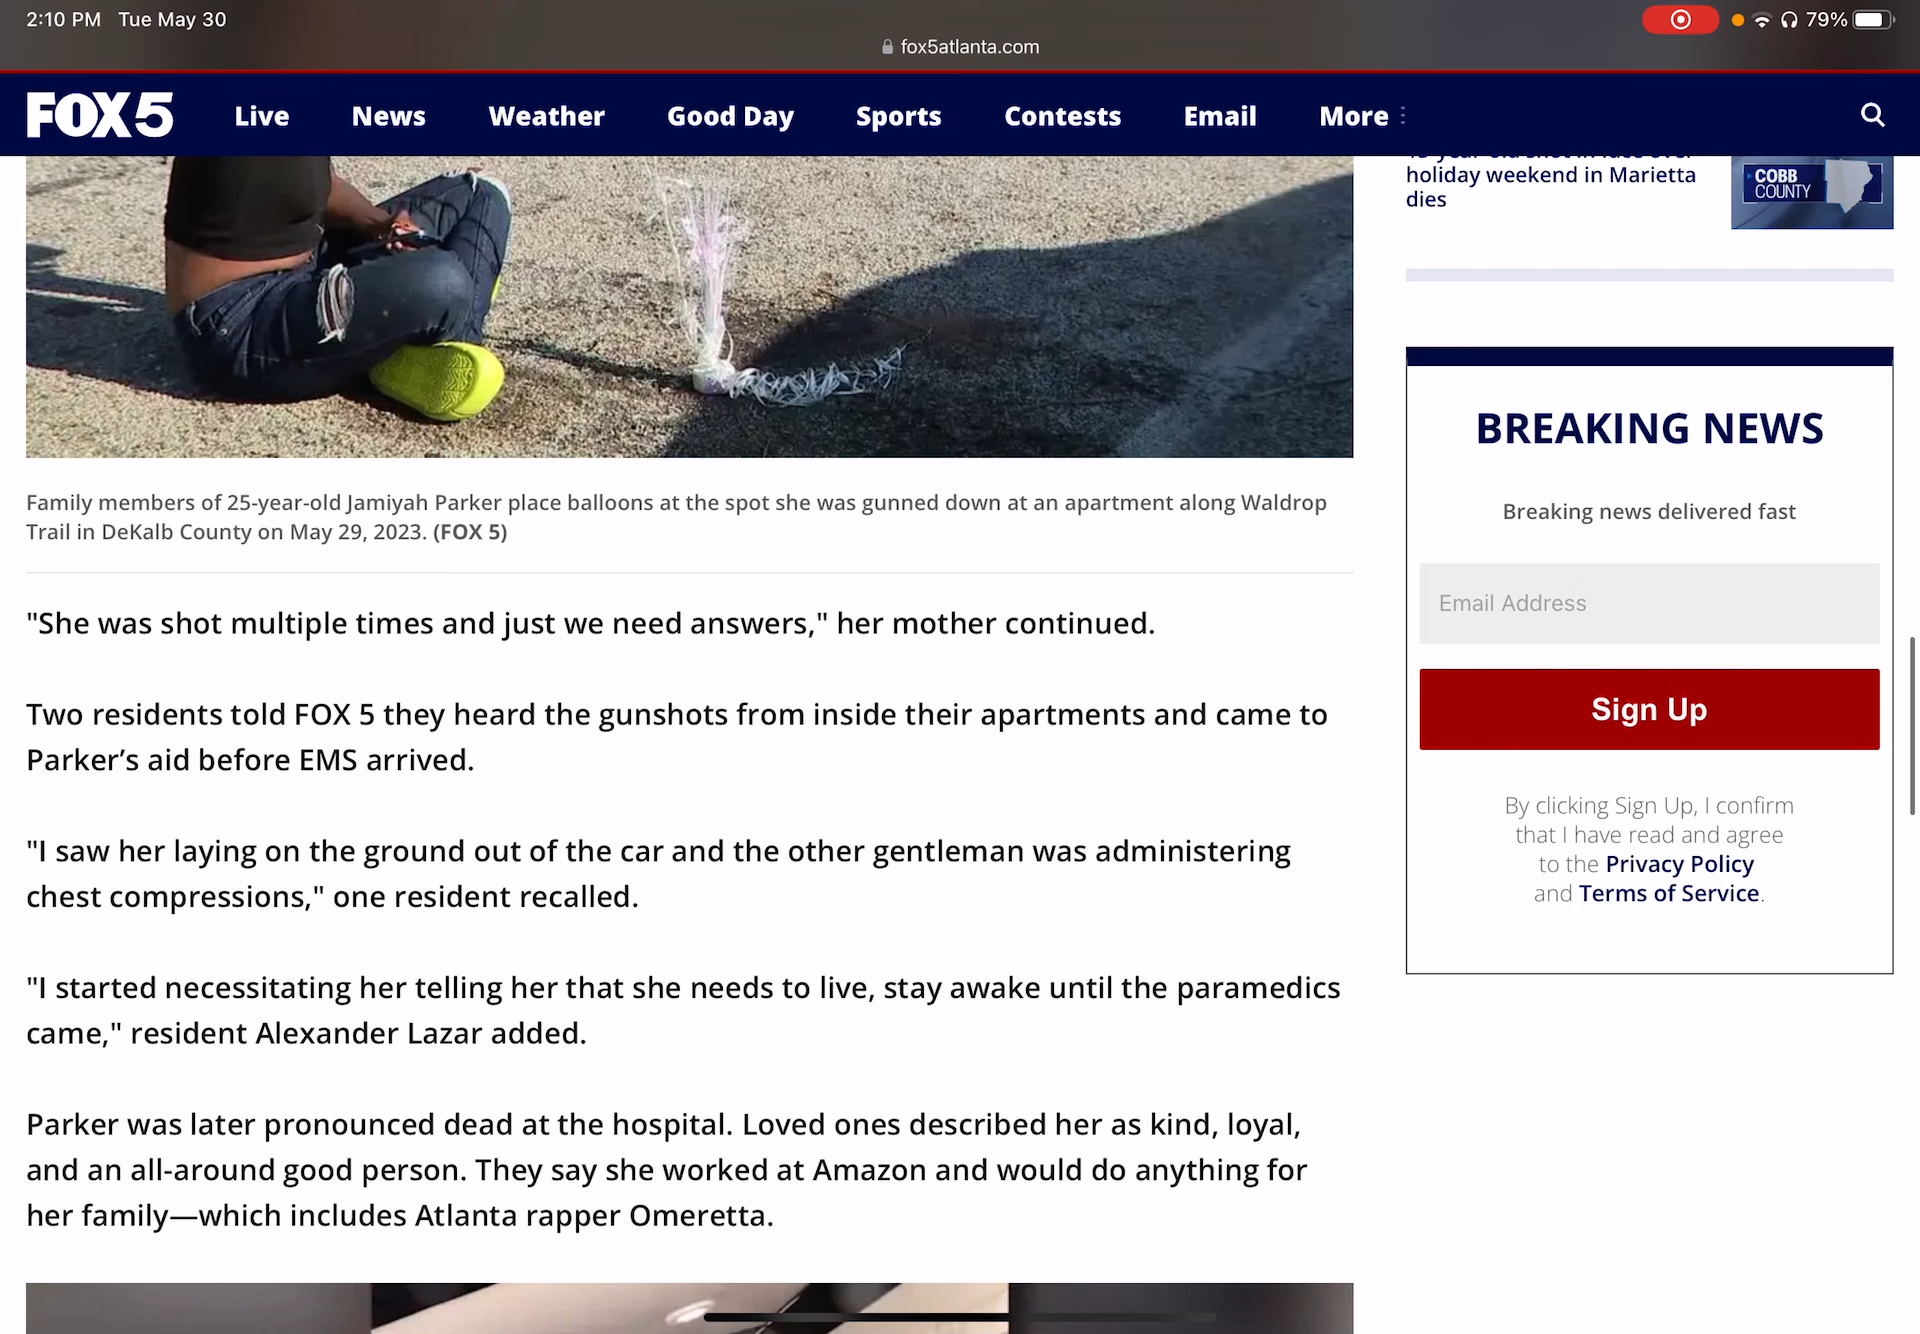 2:10 PM Tue May 30
79%
fox5atlanta.com
FOX 5 Live News Weather Good Day Sports Contests Email More
holiday weekend in Marietta
dies
COBB
COUNTY
Family members of 25-year-old Jamiyah Parker place balloons at the spot she was gunned down at an apartment along Waldrop
Trail in DeKalb County on May 29, 2023. (FOX 5)
"She was shot multiple times and just we need answers," her mother continued.
Two residents told FOX 5 they heard the gunshots from inside their apartments and came to
Parker’s aid before EMS arrived.
"I saw her laying on the ground out of the car and the other gentleman was administering
chest compressions," one resident recalled.
"I started necessitating her telling her that she needs to live, stay awake until the paramedics
came," resident Alexander Lazar added.
Parker was later pronounced dead at the hospital. Loved ones described her as kind, loyal,
and an all-around good person. They say she worked at Amazon and would do anything for
her family—which includes Atlanta rapper Omeretta.
BREAKING NEWS
Breaking news delivered fast
Email Address
Sign Up
By clicking Sign Up, I confirm
that I have read and agree
to the Privacy Policy
and Terms of Service.